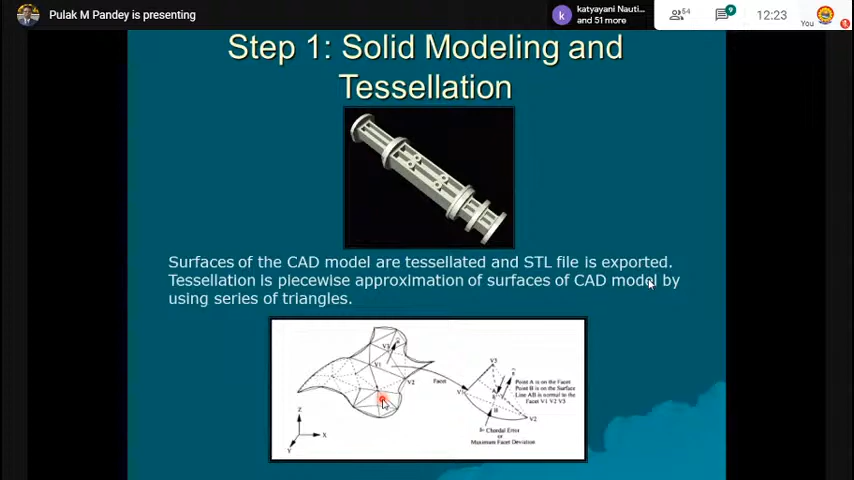 Pulak M Pandey is presenting
k
katyayani Nauti...
and 51 more
54
9
12:23
You
Step 1: Solid Modeling and
Tessellation
Surfaces of the CAD model are tessellated and STL file is exported.
Tessellation is piecewise approximation of surfaces of CAD model by
using series of triangles.
V3
V1
V2
Facet
Z
X
Y
V3
V1
V2
B
Point A is on the Facet
Point B is on the Surface
Line AB is normal to the
Facet V1 V2 V3
Chordal Error
or
Maximum Facet Deviation